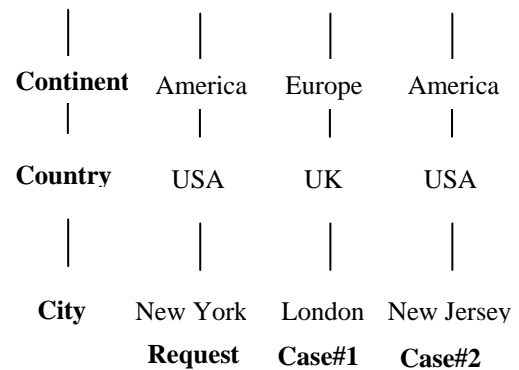 Continent America Europe America
Country USA UK USA
City New York London New Jersey
Request Case#1 Case#2